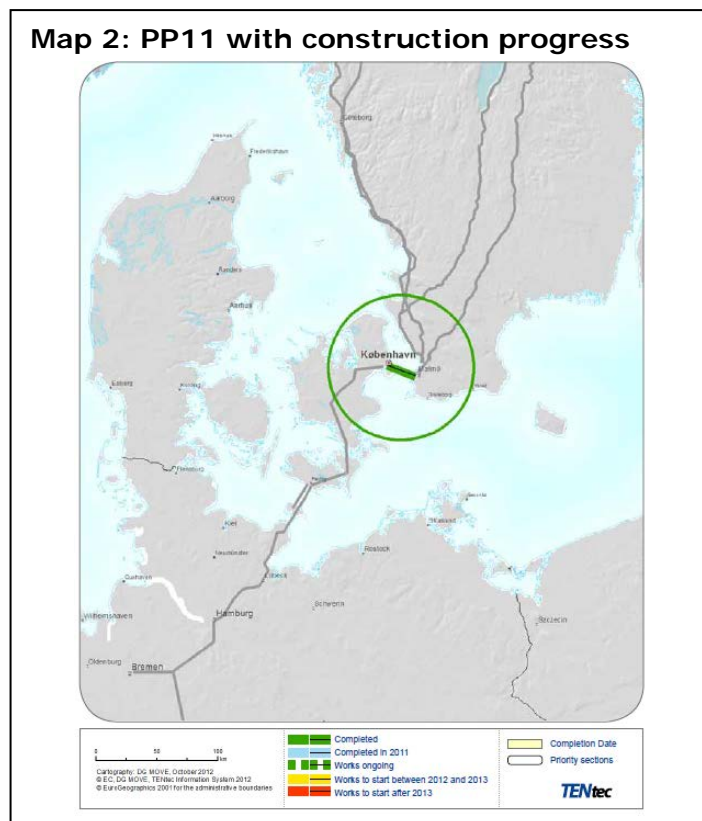 Map 2: PP11 with construction progress
Göteborg
Frederikshavn
Aalborg
Randers
Aarhus
København
Malmö
Esbjerg
Kolding
Flensburg
Kiel
Stralsund
Neumünster
Rostock
Cuxhaven
Lübeck
Schwerin
Wilhelmshaven
Hamburg
Szczecin
Oldenburg
Bremen
0 50 100
km
Cartography: DG MOVE, October 2012
© EC, DG MOVE, TENtec Information System 2012
© EuroGeographics 2001 for the administrative boundaries
Completed
Completed in 2011
Works ongoing
Works to start between 2012 and 2013
Works to start after 2013
Completion Date
Priority sections
TENtec